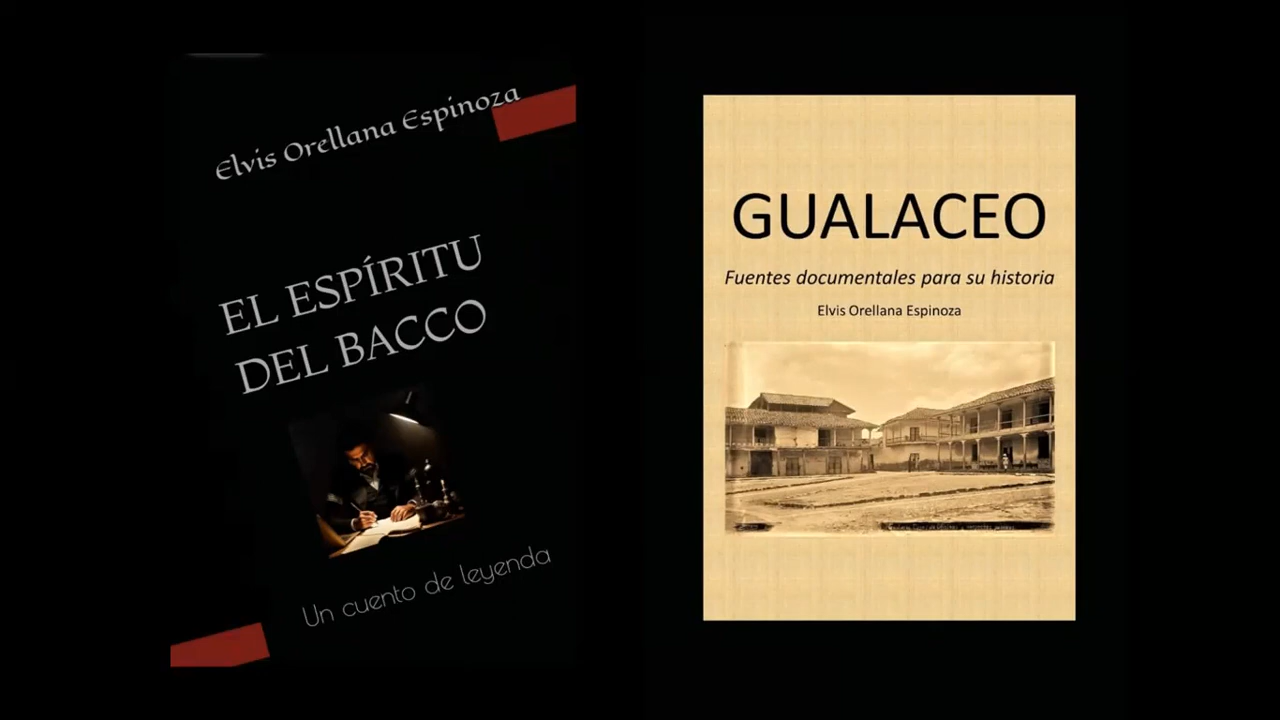 Elvis Orellana Espinoza
EL ESPÍRITU
DEL BACCO
Un cuento de leyenda
GUALACEO
Fuentes documentales para su historia
Elvis Orellana Espinoza